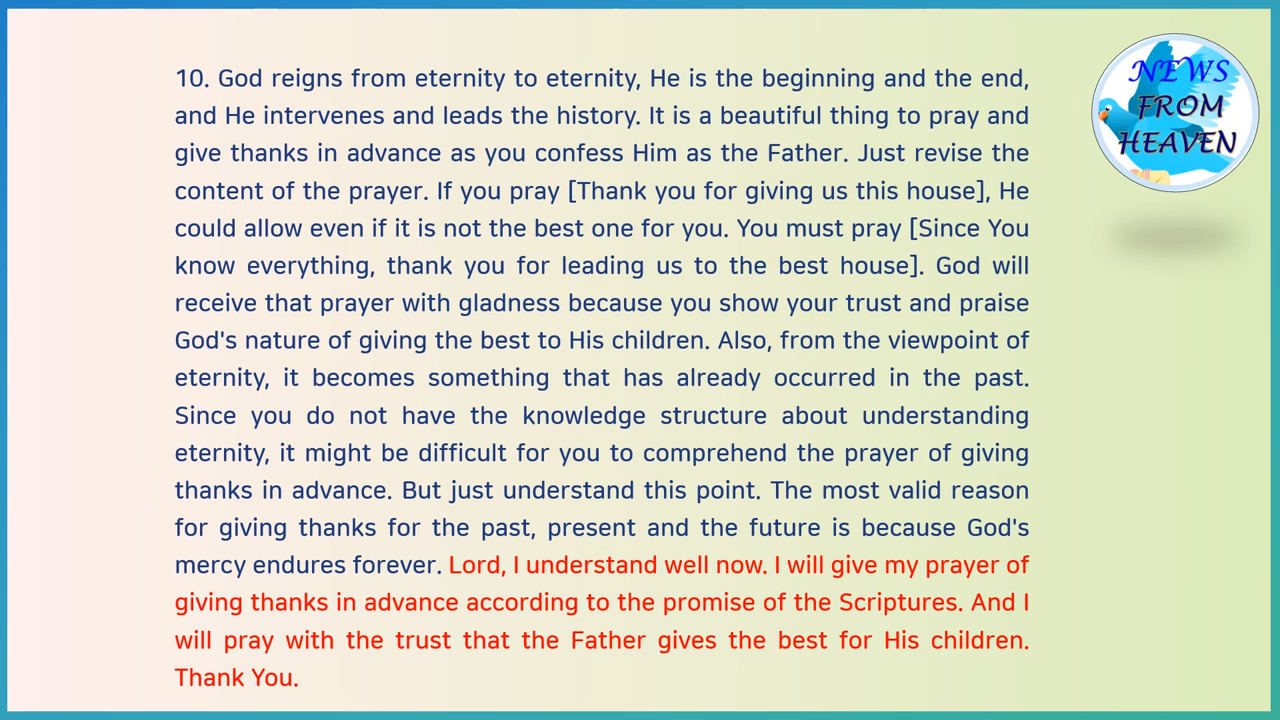 10. God reigns from eternity to eternity, He is the beginning and the end,
and He intervenes and leads the history. It is a beautiful thing to pray and
give thanks in advance as you confess Him as the Father. Just revise the
content of the prayer. If you pray [Thank you for giving us this house], He
could allow even if it is not the best one for you. You must pray [Since You
know everything, thank you for leading us to the best house]. God will
receive that prayer with gladness because you show your trust and praise
God's nature of giving the best to His children. Also, from the viewpoint of
eternity, it becomes something that has already occurred in the past.
Since you do not have the knowledge structure about understanding
eternity, it might be difficult for you to comprehend the prayer of giving
thanks in advance. But just understand this point. The most valid reason
for giving thanks for the past, present and the future is because God's
mercy endures forever. Lord, I understand well now. I will give my prayer of
giving thanks in advance according to the promise of the Scriptures. And I
will pray with the trust that the Father gives the best for His children.
Thank You.
NEWS
FROM
HEAVEN